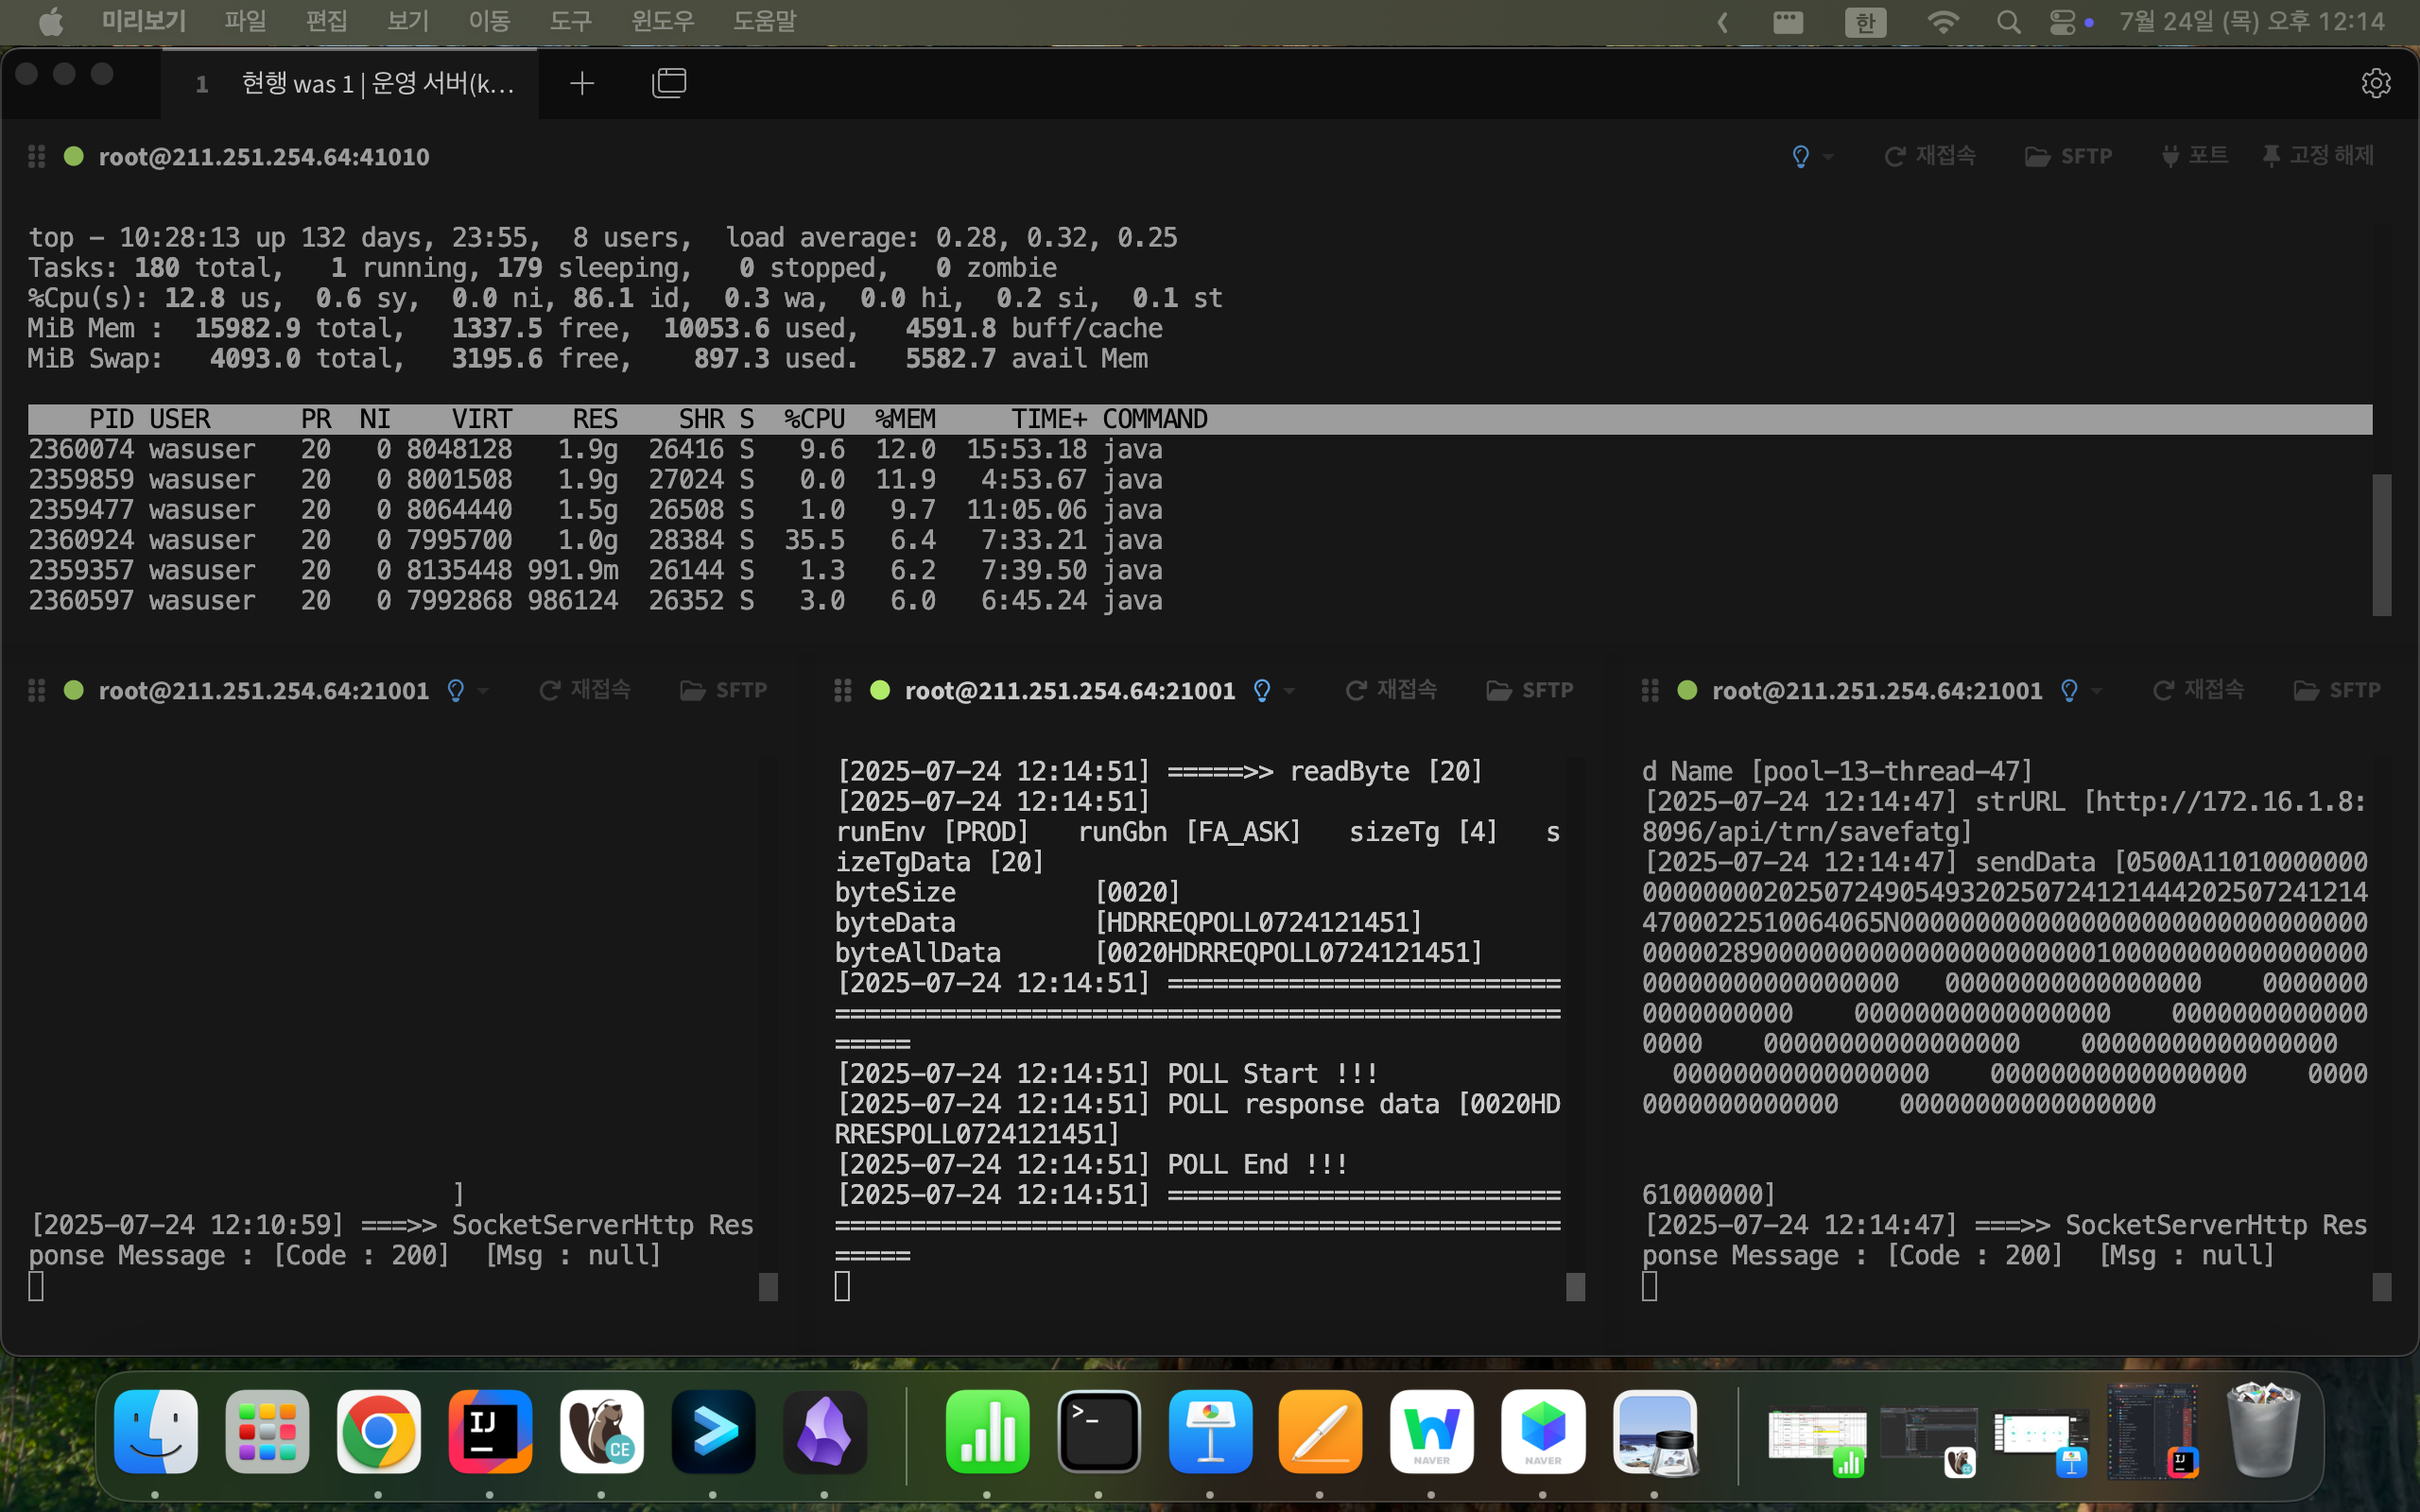 미리보기 파일 편집 보기 이동 도구 윈도우 도움말 한 7월 24일 (목) 오후 12:14
1 현행 was 1 | 운영 서버(k...
root@211.251.254.64:41010 재접속 SFTP 포트 고정 해제
top – 10:28:13 up 132 days, 23:55, 8 users, load average: 0.28, 0.32, 0.25
Tasks: 180 total, 1 running, 179 sleeping, 0 stopped, 0 zombie
%Cpu(s): 12.8 us, 0.6 sy, 0.0 ni, 86.1 id, 0.3 wa, 0.0 hi, 0.2 si, 0.1 st
MiB Mem : 15982.9 total, 1337.5 free, 10053.6 used, 4591.8 buff/cache
MiB Swap: 4093.0 total, 3195.6 free, 897.3 used. 5582.7 avail Mem
PID USER PR NI VIRT RES SHR S %CPU %MEM TIME+ COMMAND
2360074 wasuser 20 0 8048128 1.9g 26416 S 9.6 12.0 15:53.18 java
2359859 wasuser 20 0 8001508 1.9g 27024 S 0.0 11.9 4:53.67 java
2359477 wasuser 20 0 8064440 1.5g 26508 S 1.0 9.7 11:05.06 java
2360924 wasuser 20 0 7995700 1.0g 28384 S 35.5 6.4 7:33.21 java
2359357 wasuser 20 0 8135448 991.9m 26144 S 1.3 6.2 7:39.50 java
2360597 wasuser 20 0 7992868 986124 26352 S 3.0 6.0 6:45.24 java
root@211.251.254.64:21001 재접속 SFTP
]
[2025-07-24 12:10:59] ===>> SocketServerHttp Res
ponse Message : [Code : 200] [Msg : null]
root@211.251.254.64:21001 재접속 SFTP
[2025-07-24 12:14:51] =====>> readByte [20]
[2025-07-24 12:14:51]
runEnv [PROD] runGbn [FA_ASK] sizeTg [4] s
izeTgData [20]
byteSize [0020]
byteData [HDRREQPOLL0724121451]
byteAllData [0020HDRREQPOLL0724121451]
[2025-07-24 12:14:51] ==========================
================================================
=====
[2025-07-24 12:14:51] POLL Start !!!
[2025-07-24 12:14:51] POLL response data [0020HD
RRESPOLL0724121451]
[2025-07-24 12:14:51] POLL End !!!
[2025-07-24 12:14:51] ==========================
================================================
=====
root@211.251.254.64:21001 재접속 SFTP
d Name [pool-13-thread-47]
[2025-07-24 12:14:47] strURL [http://172.16.1.8:
8096/api/trn/savefatg]
[2025-07-24 12:14:47] sendData [0500A11010000000
000000002025072490549320250724121444202507241214
4700022510064065N0000000000000000000000000000000
000002890000000000000000000000100000000000000000
00000000000000000 00000000000000000 0000000
0000000000 00000000000000000 0000000000000
0000 00000000000000000 00000000000000000
00000000000000000 00000000000000000 0000
0000000000000 00000000000000000
61000000]
[2025-07-24 12:14:47] ===>> SocketServerHttp Res
ponse Message : [Code : 200] [Msg : null]
IJ
CE
>_
NAVER
NAVER
CE
IJ